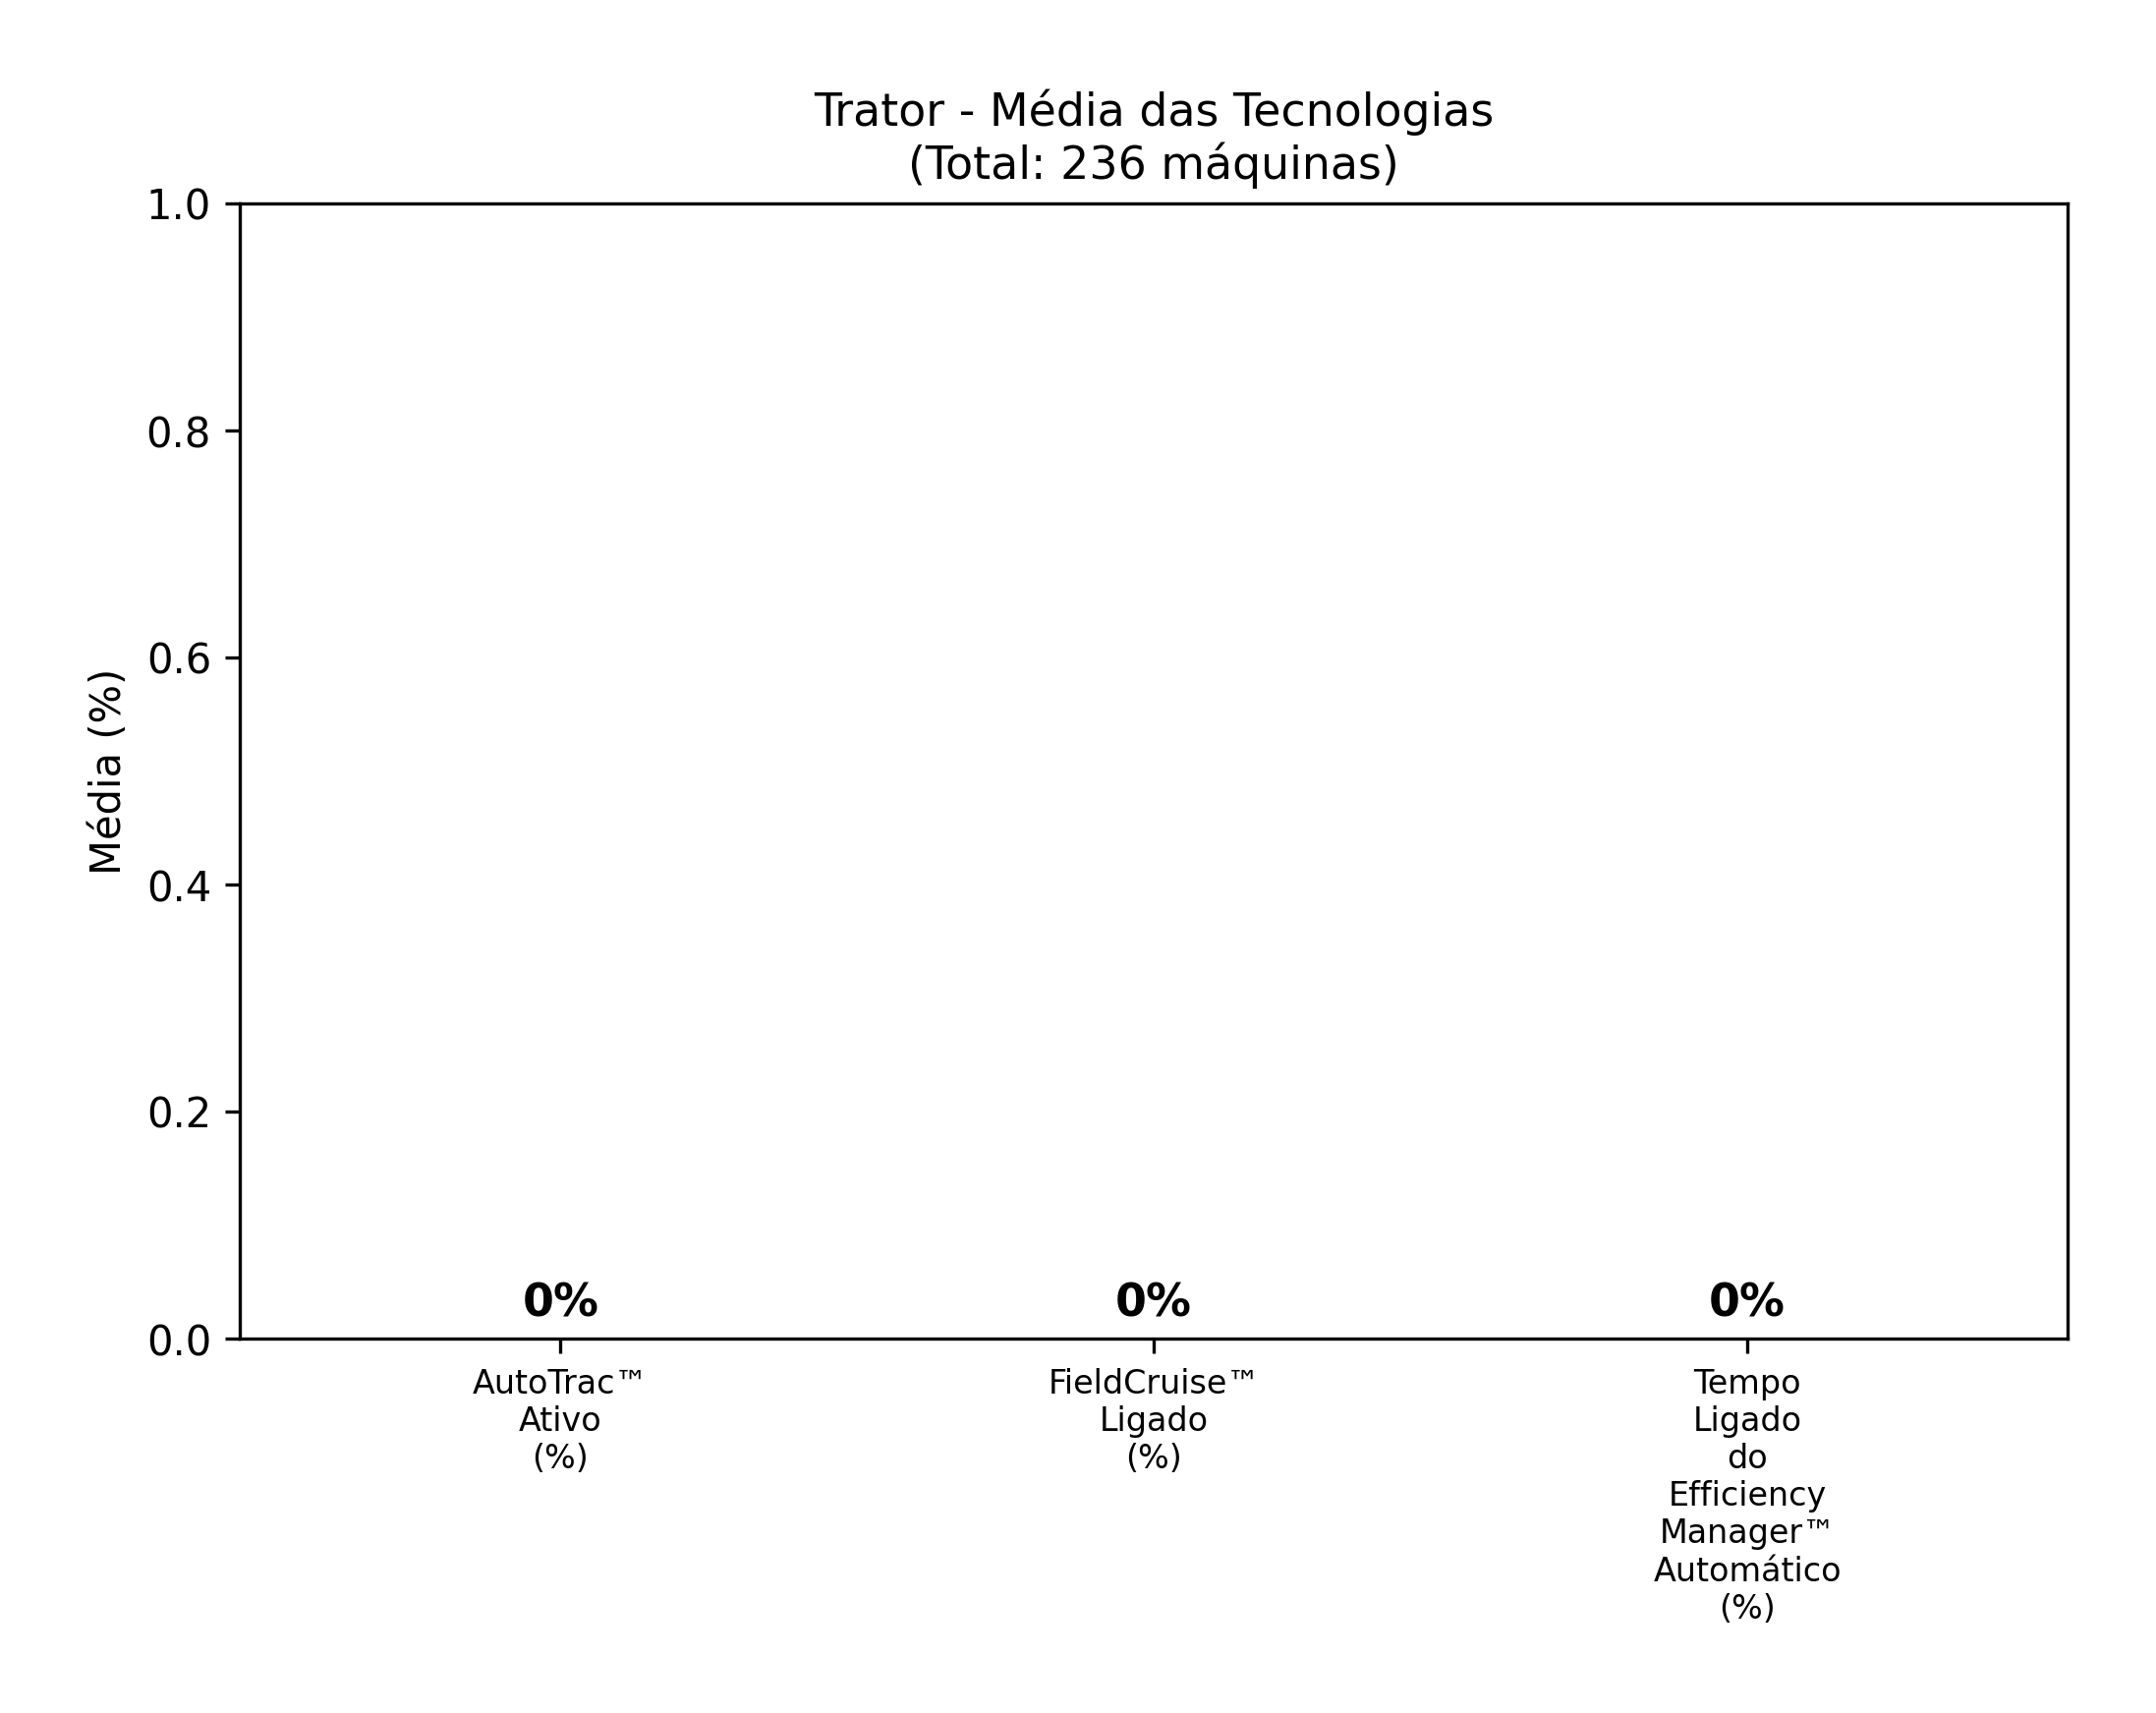 Trator - Média das Tecnologias
(Total: 236 máquinas)
1.0
0.8
0.6
0.4
0.2
0.0
Média (%)
0%
0%
0%
AutoTrac™
Ativo
(%)
FieldCruise™
Ligado
(%)
Tempo
Ligado
do
Efficiency
Manager™
Automático
(%)